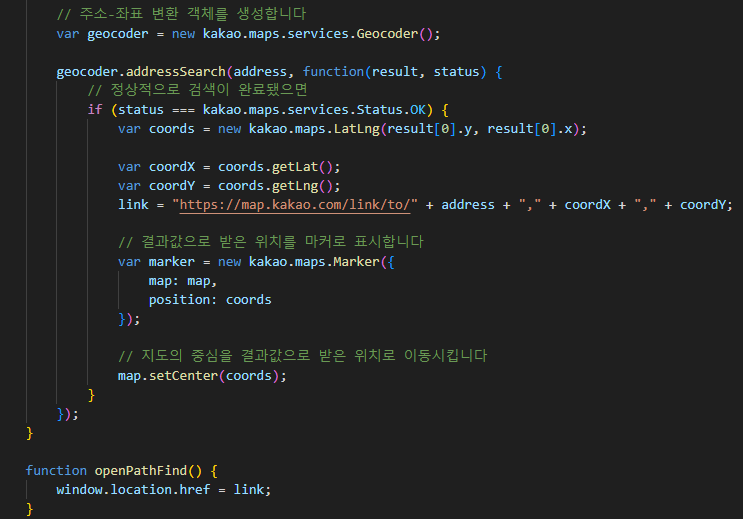 // 주소-좌표 변환 객체를 생성합니다
var geocoder = new kakao.maps.services.Geocoder();
geocoder.addressSearch(address, function(result, status) {
// 정상적으로 검색이 완료됐으면
if (status === kakao.maps.services.Status.OK) {
var coords = new kakao.maps.LatLng(result[0].y, result[0].x);
var coordX = coords.getLat();
var coordY = coords.getLng();
link = "https://map.kakao.com/link/to/" + address + "," + coordX + "," + coordY;
// 결과값으로 받은 위치를 마커로 표시합니다
var marker = new kakao.maps.Marker({
map: map,
position: coords
});
// 지도의 중심을 결과값으로 받은 위치로 이동시킵니다
map.setCenter(coords);
}
});
}
function openPathFind() {
window.location.href = link;
}